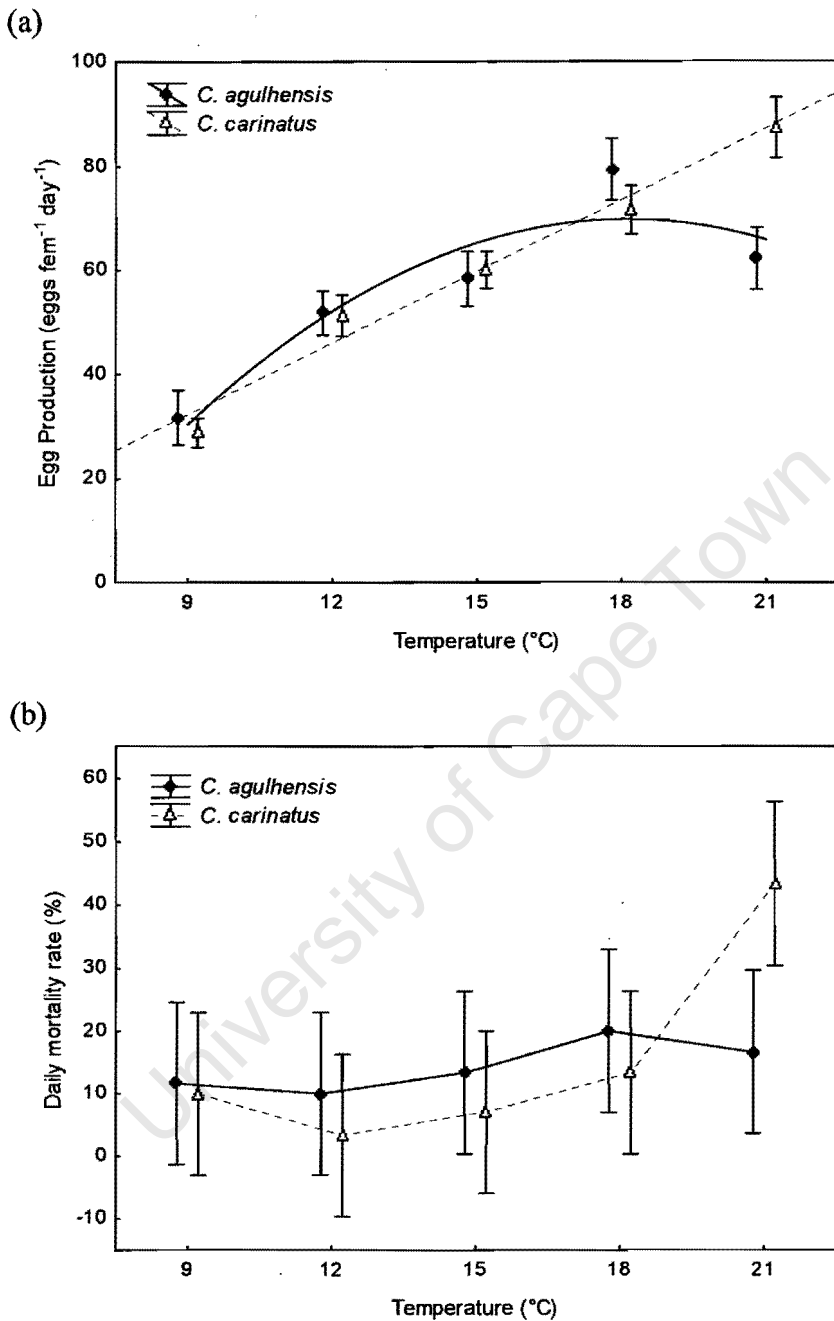 (a)
100
80
60
40
20
0
Egg Production (eggs fem⁻¹ day⁻¹)
C. agulhensis
C. carinatus
9 12 15 18 21
Temperature (°C)
(b)
60
50
40
30
20
10
0
-10
Daily mortality rate (%)
C. agulhensis
C. carinatus
9 12 15 18 21
Temperature (°C)
University of Cape Town